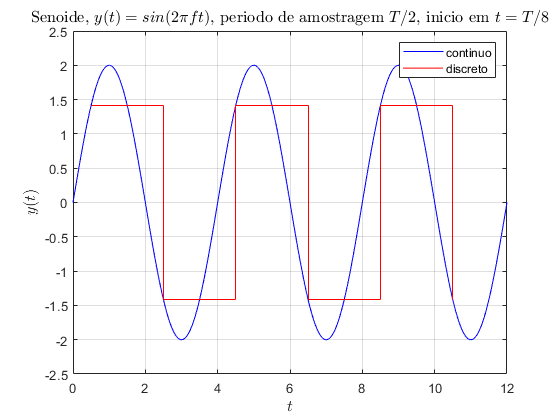 Senoide, y(t) = sin(2πft), periodo de amostragem T/2, inicio em t = T/8
2.5
continuo
discreto
2
1.5
1
0.5
0
-0.5
-1
-1.5
-2
-2.5
y(t)
0 2 4 6 8 10 12
t